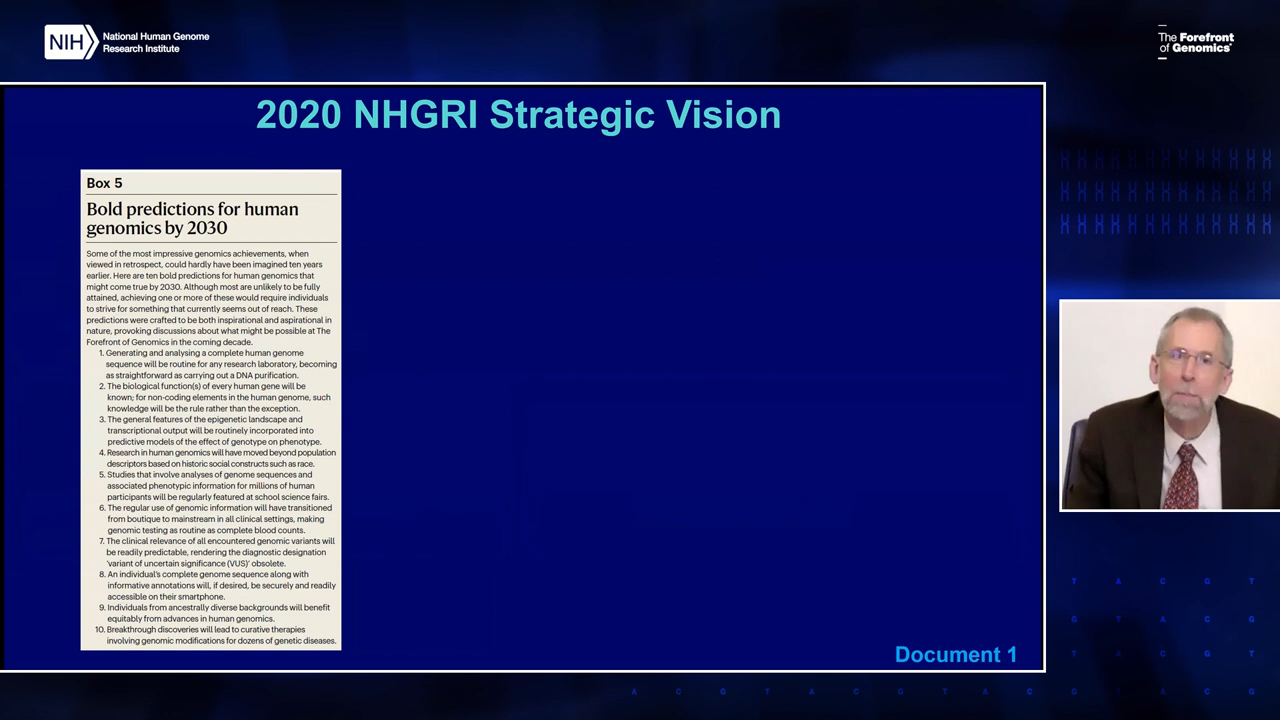 NIH
National Human Genome
Research Institute
The Forefront
of Genomics®
2020 NHGRI Strategic Vision
Box 5
Bold predictions for human
genomics by 2030
Some of the most impressive genomics achievements, when
viewed in retrospect, could hardly have been imagined ten years
earlier. Here are ten bold predictions for human genomics that
might come true by 2030. Although most are unlikely to be fully
attained, achieving one or more of these would require individuals
to strive for something that currently seems out of reach. These
predictions were crafted to be both inspirational and aspirational in
nature, provoking discussions about what might be possible at The
Forefront of Genomics in the coming decade.
1. Generating and analysing a complete human genome
sequence will be routine for any research laboratory, becoming
as straightforward as carrying out a DNA purification.
2. The biological function(s) of every human gene will be
known; for non-coding elements in the human genome, such
knowledge will be the rule rather than the exception.
3. The general features of the epigenetic landscape and
transcriptional output will be routinely incorporated into
predictive models of the effect of genotype on phenotype.
4. Research in human genomics will have moved beyond population
descriptors based on historic social constructs such as race.
5. Studies that involve analyses of genome sequences and
associated phenotypic information for millions of human
participants will be regularly featured at school science fairs.
6. The regular use of genomic information will have transitioned
from boutique to mainstream in all clinical settings, making
genomic testing as routine as complete blood counts.
7. The clinical relevance of all encountered genomic variants will
be readily predictable, rendering the diagnostic designation
'variant of uncertain significance (VUS)' obsolete.
8. An individual's complete genome sequence along with
informative annotations will, if desired, be securely and readily
accessible on their smartphone.
9. Individuals from ancestrally diverse backgrounds will benefit
equitably from advances in human genomics.
10. Breakthrough discoveries will lead to curative therapies
involving genomic modifications for dozens of genetic diseases.
Document 1
T A C G T
G T A C G
T A C G T
A C G T A C G T A C G T A C G